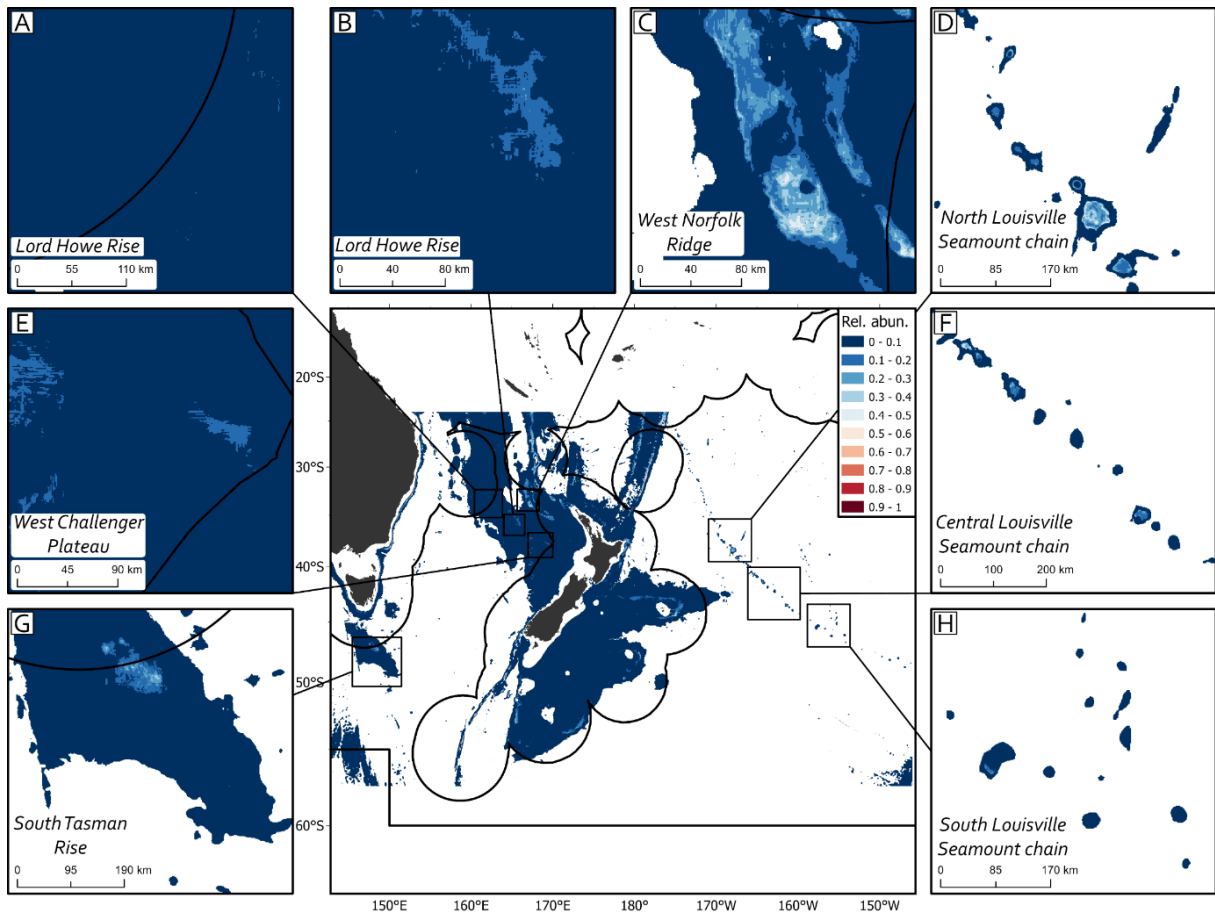 A
Lord Howe Rise
0 55 110 km
B
Lord Howe Rise
0 40 80 km
C
West Norfolk
Ridge
0 40 80 km
D
North Louisville
Seamount chain
0 85 170 km
E
West Challenger
Plateau
0 45 90 km
Rel. abun.
0 - 0.1
0.1 - 0.2
0.2 - 0.3
0.3 - 0.4
0.4 - 0.5
0.5 - 0.6
0.6 - 0.7
0.7 - 0.8
0.8 - 0.9
0.9 - 1
20°S
30°S
40°S
50°S
60°S
150°E 160°E 170°E 180° 170°W 160°W 150°W
F
Central Louisville
Seamount chain
0 100 200 km
G
South Tasman
Rise
0 95 190 km
H
South Louisville
Seamount chain
0 85 170 km